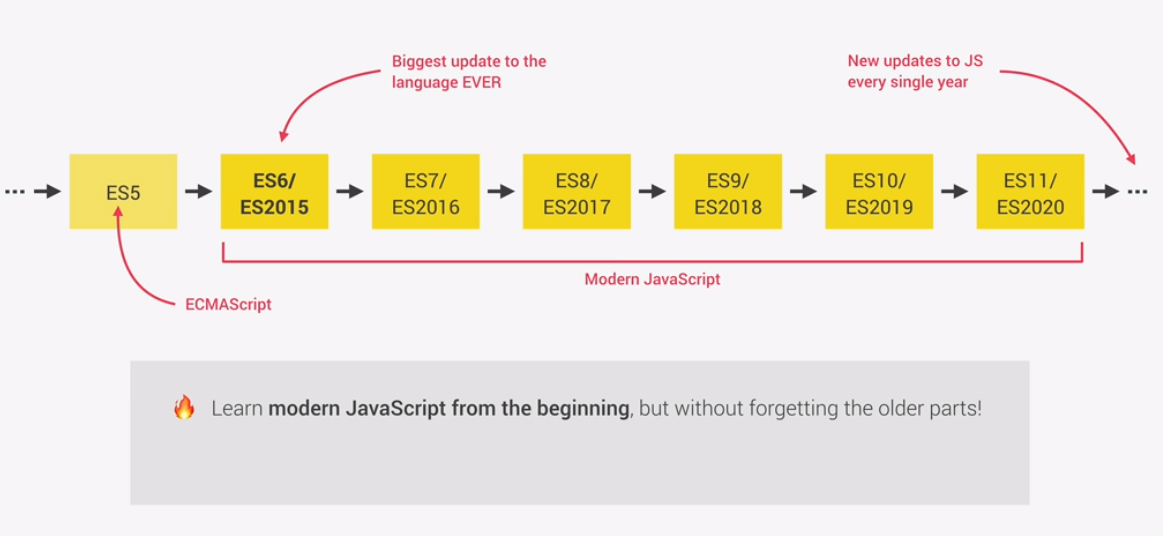 Biggest update to the
language EVER
New updates to JS
every single year
...
ES5
ES6/
ES2015
ES7/
ES2016
ES8/
ES2017
ES9/
ES2018
ES10/
ES2019
ES11/
ES2020
...
Modern JavaScript
ECMAScript
🔥 Learn modern JavaScript from the beginning, but without forgetting the older parts!